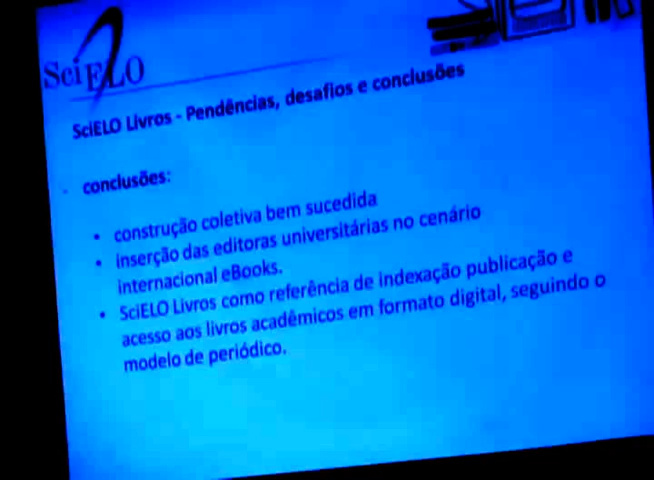 SciELO
SciELO Livros - Pendências, desafios e conclusões
conclusões:
• construção coletiva bem sucedida
• inserção das editoras universitárias no cenário
internacional eBooks.
• SciELO Livros como referência de indexação publicação e
acesso aos livros acadêmicos em formato digital, seguindo o
modelo de periódico.